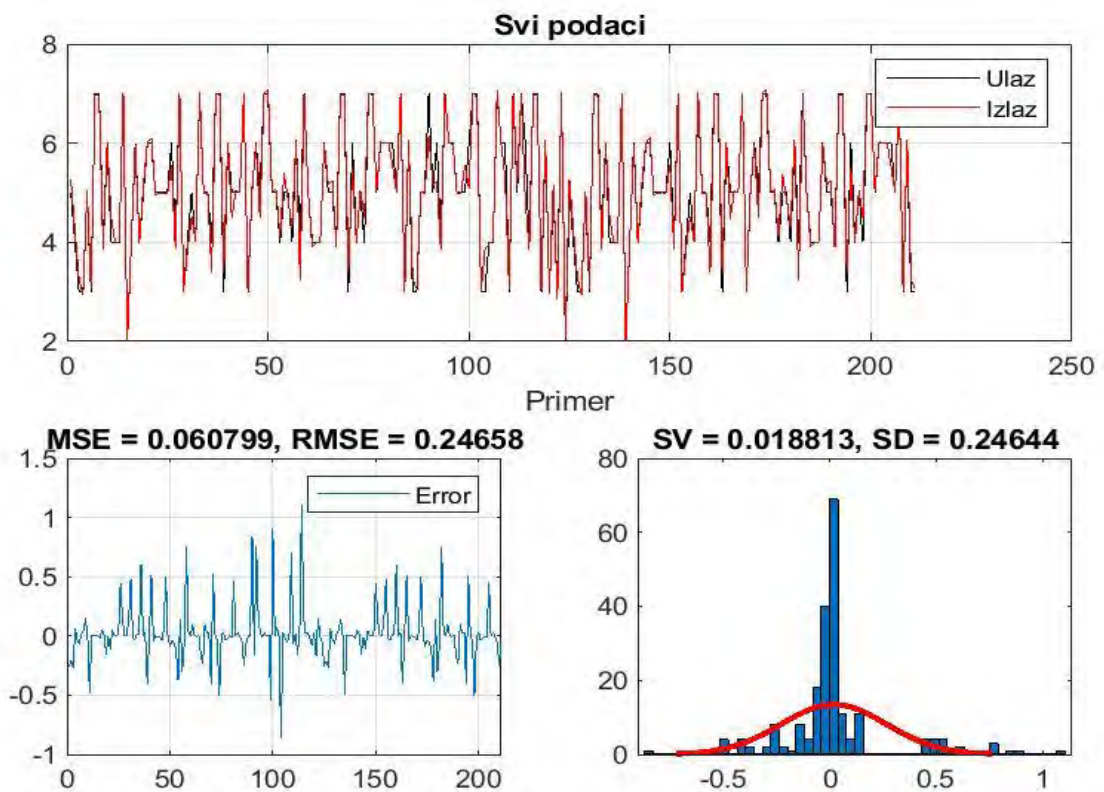 Svi podaci
8
6
4
2
Ulaz
Izlaz
0 50 100 150 200 250
Primer
MSE = 0.060799, RMSE = 0.24658
1.5
1
0.5
0
-0.5
-1
Error
0 50 100 150 200
SV = 0.018813, SD = 0.24644
80
60
40
20
0
-0.5 0 0.5 1